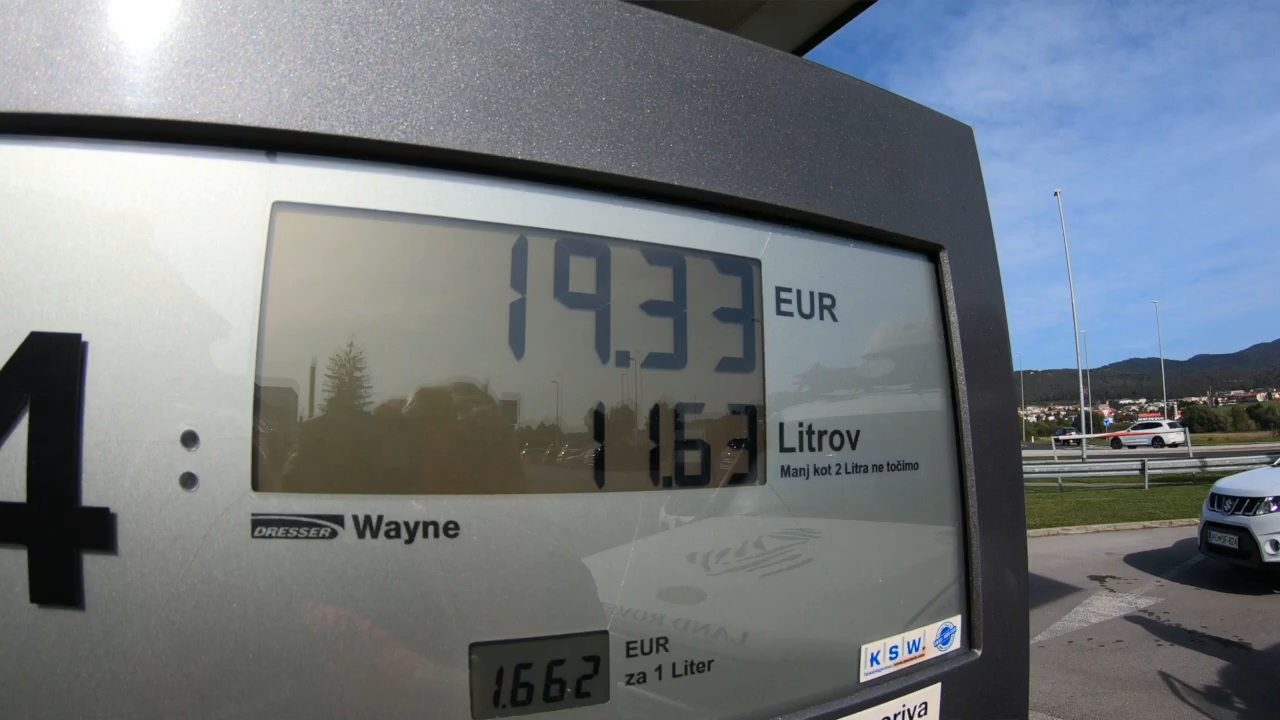 19.33 EUR
11.63 Litrov
Manj kot 2 Litra ne točimo
4
DRESSER Wayne
1.662 EUR
za 1 Liter
KSW